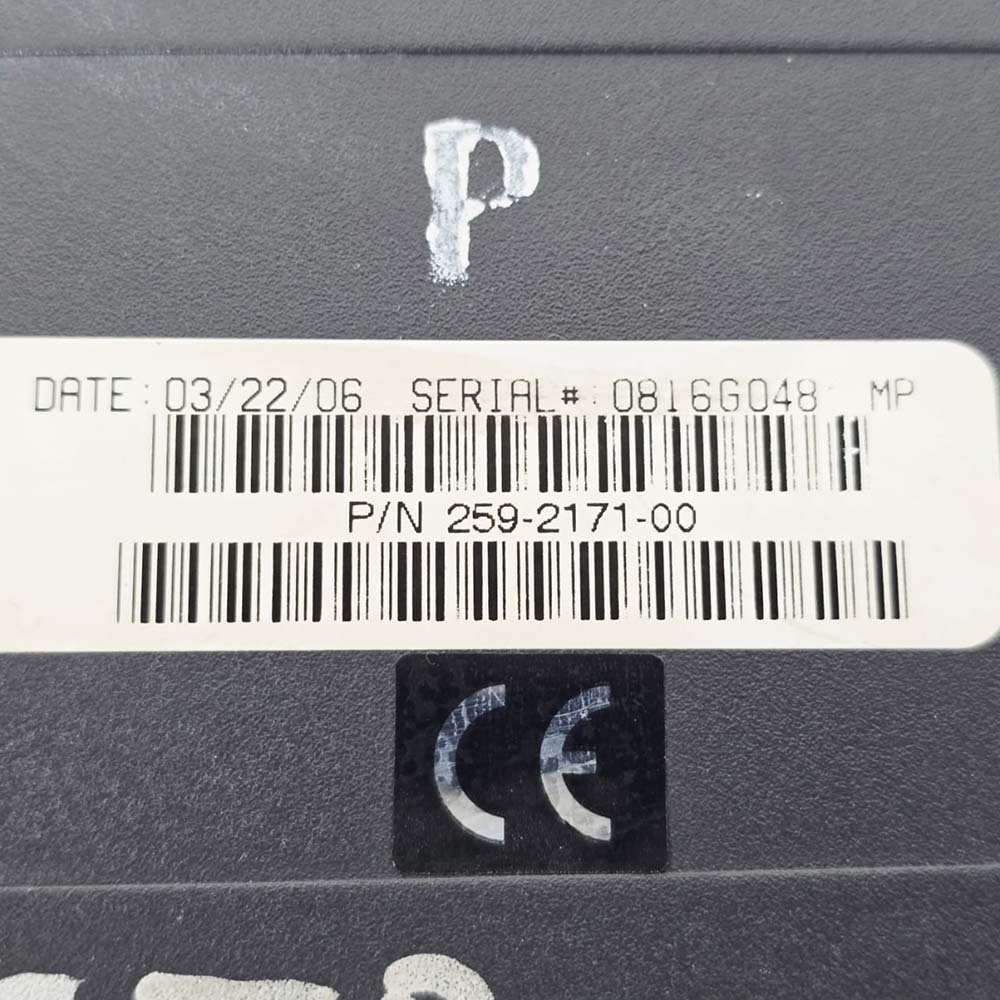 P
DATE: 03/22/06 SERIAL#: 0816G048 MP
P/N 259-2171-00
CE